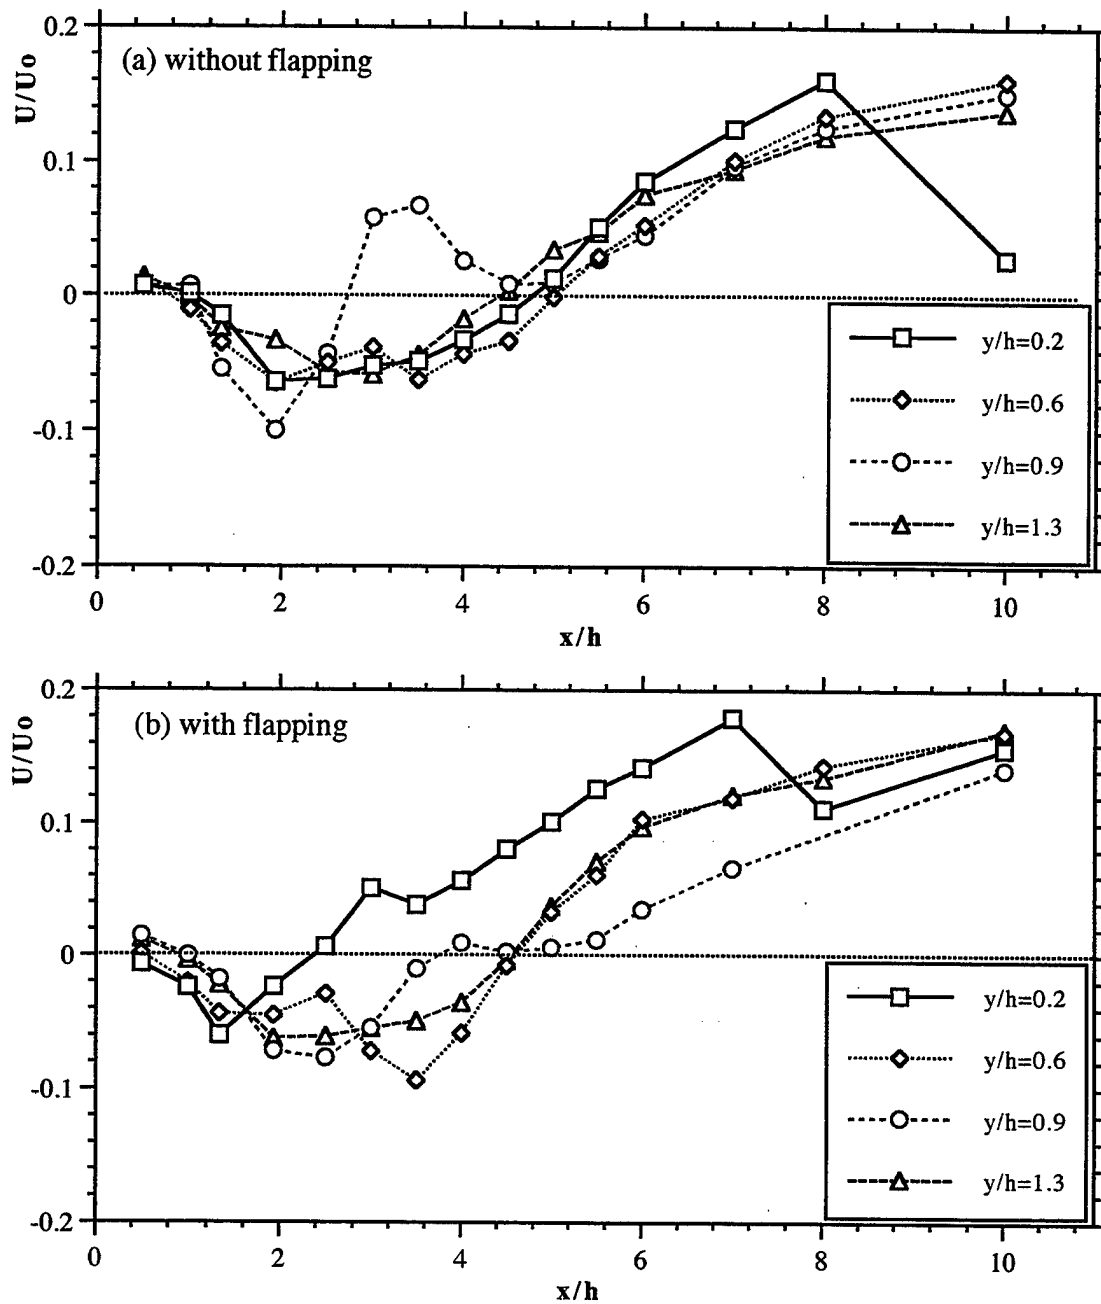 0.2
(a) without flapping
U/Uo
0.1
0
-0.1
-0.2
y/h=0.2
y/h=0.6
y/h=0.9
y/h=1.3
0 2 4 6 8 10
x/h
0.2
(b) with flapping
U/Uo
0.1
0
-0.1
-0.2
y/h=0.2
y/h=0.6
y/h=0.9
y/h=1.3
0 2 4 6 8 10
x/h